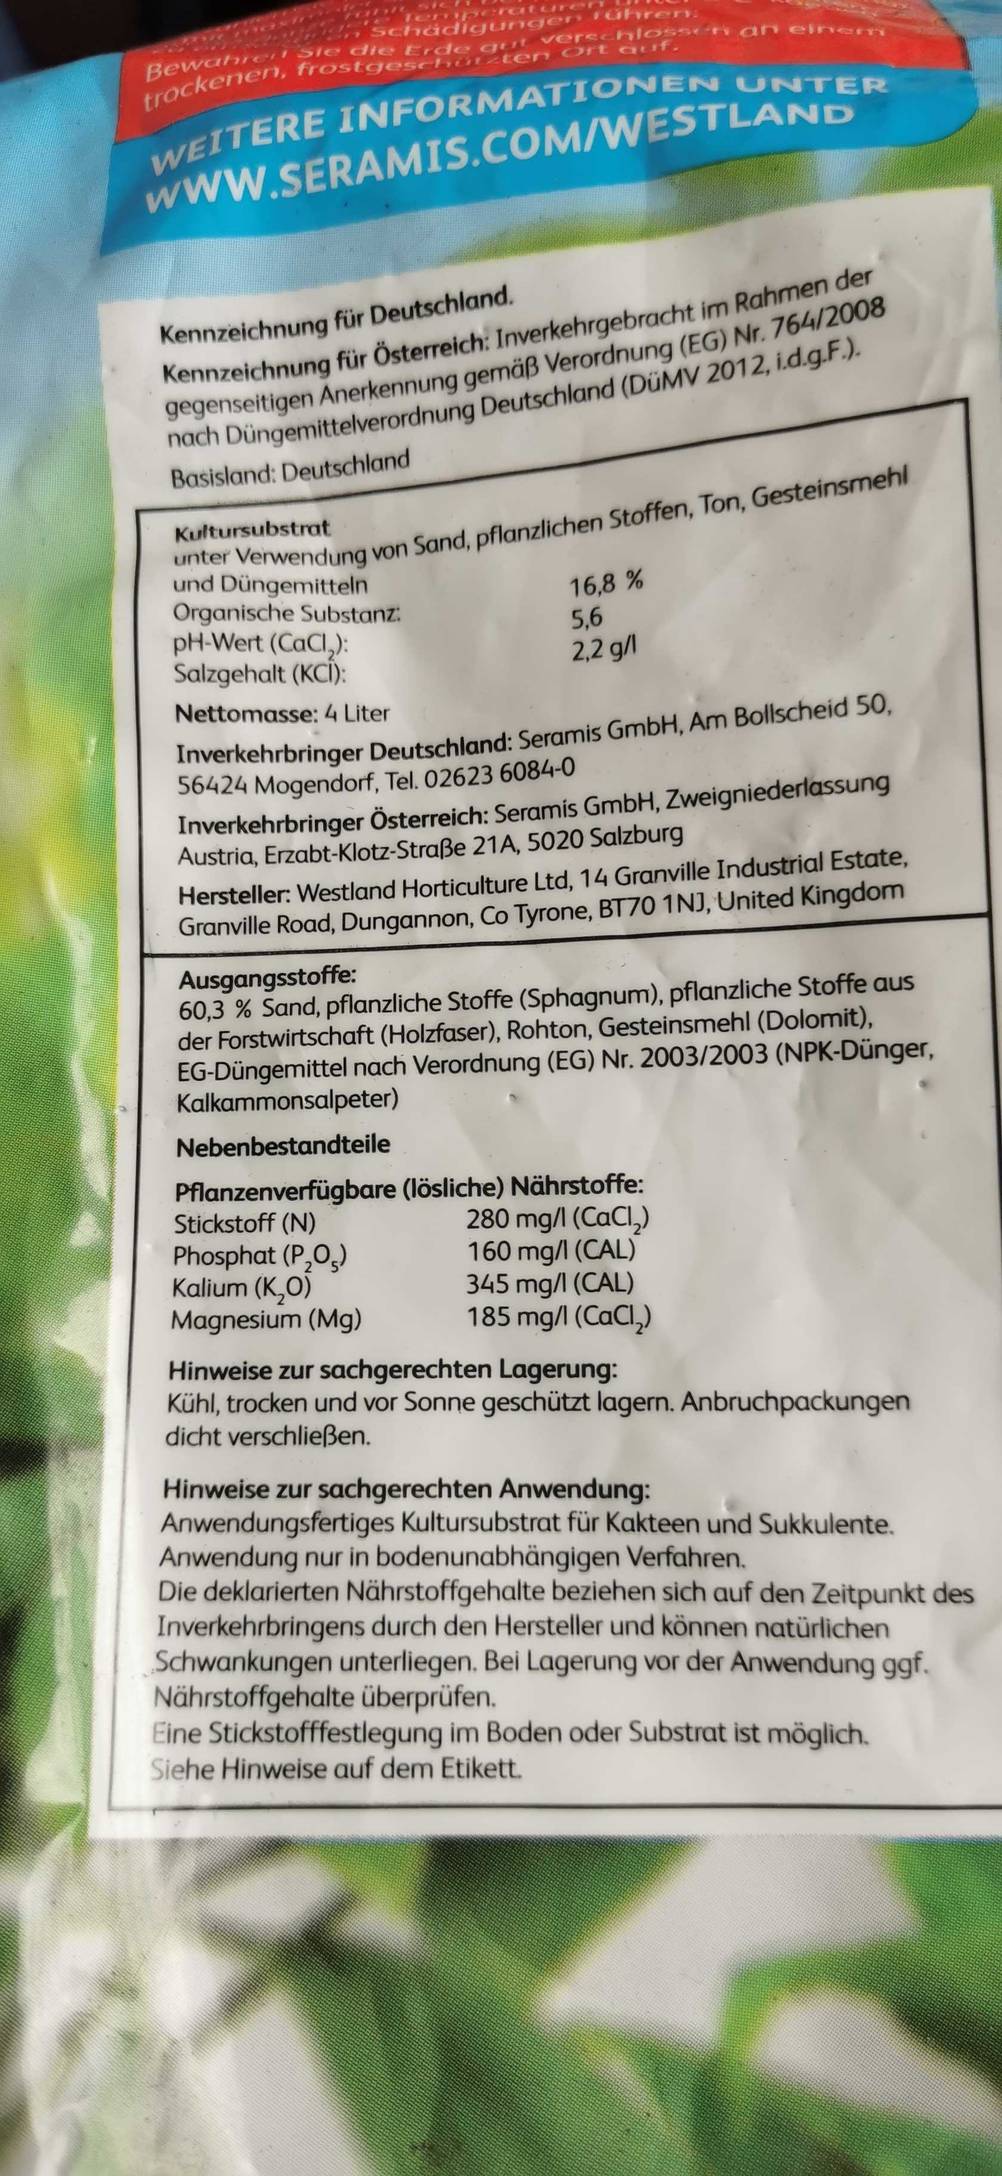 Temperaturen
Schädigungen führen.
Bewahren Sie die Erde gut verschlossen an einem
trockenen, frostgeschützten Ort auf.
WEITERE INFORMATIONEN UNTER
WWW.SERAMIS.COM/WESTLAND
Kennzeichnung für Deutschland.
Kennzeichnung für Österreich: Inverkehrgebracht im Rahmen der
gegenseitigen Anerkennung gemäß Verordnung (EG) Nr. 764/2008
nach Düngemittelverordnung Deutschland (DüMV 2012, i.d.g.F.).
Basisland: Deutschland
Kultursubstrat
unter Verwendung von Sand, pflanzlichen Stoffen, Ton, Gesteinsmehl
und Düngemitteln
Organische Substanz: 16,8 %
pH-Wert (CaCl₂): 5,6
Salzgehalt (KCl): 2,2 g/l
Nettomasse: 4 Liter
Inverkehrbringer Deutschland: Seramis GmbH, Am Bollscheid 50,
56424 Mogendorf, Tel. 02623 6084-0
Inverkehrbringer Österreich: Seramis GmbH, Zweigniederlassung
Austria, Erzabt-Klotz-Straße 21A, 5020 Salzburg
Hersteller: Westland Horticulture Ltd, 14 Granville Industrial Estate,
Granville Road, Dungannon, Co Tyrone, BT70 1NJ, United Kingdom
Ausgangsstoffe:
60,3 % Sand, pflanzliche Stoffe (Sphagnum), pflanzliche Stoffe aus
der Forstwirtschaft (Holzfaser), Rohton, Gesteinsmehl (Dolomit),
EG-Düngemittel nach Verordnung (EG) Nr. 2003/2003 (NPK-Dünger,
Kalkammonsalpeter)
Nebenbestandteile
Pflanzenverfügbare (lösliche) Nährstoffe:
Stickstoff (N) 280 mg/l (CaCl₂)
Phosphat (P₂O₅) 160 mg/l (CAL)
Kalium (K₂O) 345 mg/l (CAL)
Magnesium (Mg) 185 mg/l (CaCl₂)
Hinweise zur sachgerechten Lagerung:
Kühl, trocken und vor Sonne geschützt lagern. Anbruchpackungen
dicht verschließen.
Hinweise zur sachgerechten Anwendung:
Anwendungsfertiges Kultursubstrat für Kakteen und Sukkulente.
Anwendung nur in bodenunabhängigen Verfahren.
Die deklarierten Nährstoffgehalte beziehen sich auf den Zeitpunkt des
Inverkehrbringens durch den Hersteller und können natürlichen
Schwankungen unterliegen. Bei Lagerung vor der Anwendung ggf.
Nährstoffgehalte überprüfen.
Eine Stickstofffestlegung im Boden oder Substrat ist möglich.
Siehe Hinweise auf dem Etikett.